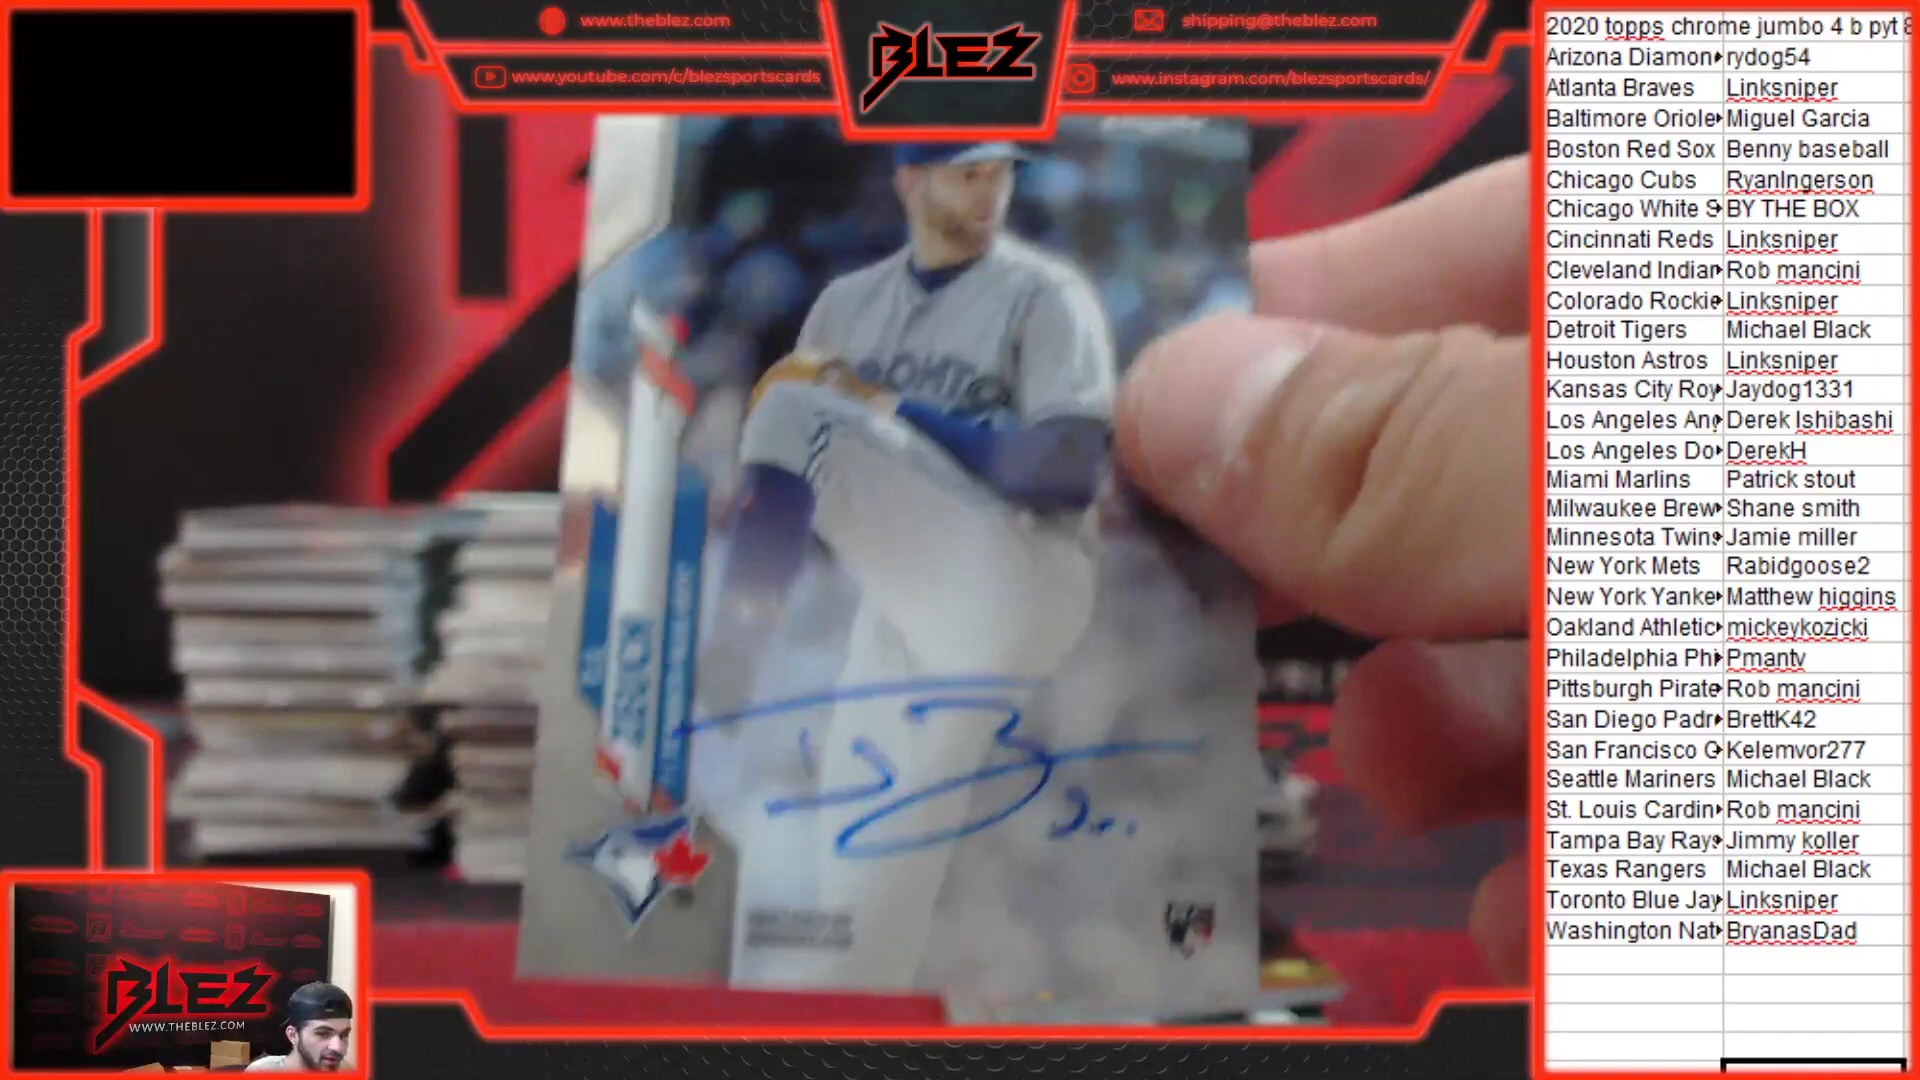 www.theblez.com
shipping@theblez.com
BLEZ
www.youtube.com/c/blezsportscards
www.instagram.com/blezsportscards/
2020 topps chrome jumbo 4 b pyt 8
Arizona Diamon rydog54
Atlanta Braves Linksniper
Baltimore Oriole Miguel Garcia
Boston Red Sox Benny baseball
Chicago Cubs RyanIngerson
Chicago White S BY THE BOX
Cincinnati Reds Linksniper
Cleveland Indian Rob mancini
Colorado Rockie Linksniper
Detroit Tigers Michael Black
Houston Astros Linksniper
Kansas City Roy Jaydog1331
Los Angeles Ang Derek Ishibashi
Los Angeles Do DerekH
Miami Marlins Patrick stout
Milwaukee Brew Shane smith
Minnesota Twins Jamie miller
New York Mets Rabidgoose2
New York Yanke Matthew higgins
Oakland Athletic mickeykozicki
Philadelphia Phi Pmantv
Pittsburgh Pirate Rob mancini
San Diego Padr BrettK42
San Francisco G Kelemvor277
Seattle Mariners Michael Black
St. Louis Cardin Rob mancini
Tampa Bay Rays Jimmy koller
Texas Rangers Michael Black
Toronto Blue Jay Linksniper
Washington Nat BryanasDad
BLEZ
WWW.THEBLEZ.COM